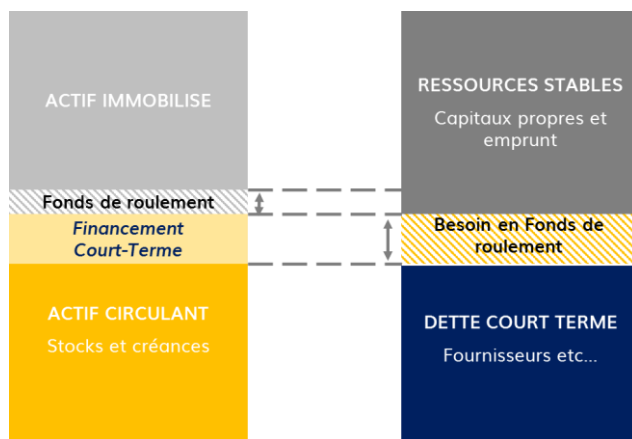 ACTIF IMMOBILISE
Fonds de roulement
Financement
Court-Terme
ACTIF CIRCULANT
Stocks et créances
RESSOURCES STABLES
Capitaux propres et
emprunt
Besoin en Fonds de
roulement
DETTE COURT TERME
Fournisseurs etc...